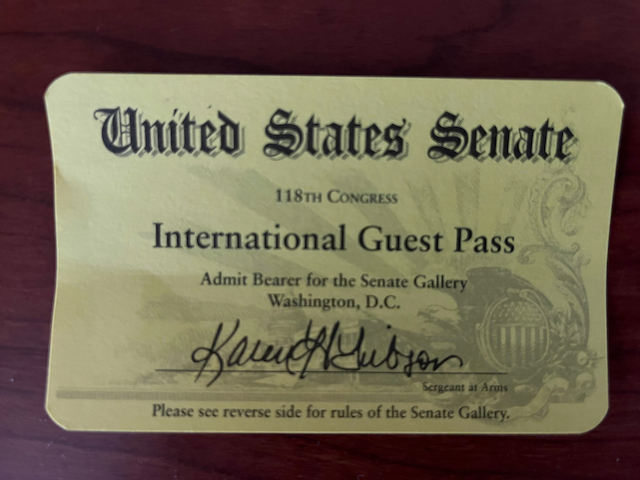 United States Senate
118TH CONGRESS
International Guest Pass
Admit Bearer for the Senate Gallery
Washington, D.C.
Karen H Gibson
Sergeant at Arms
Please see reverse side for rules of the Senate Gallery.